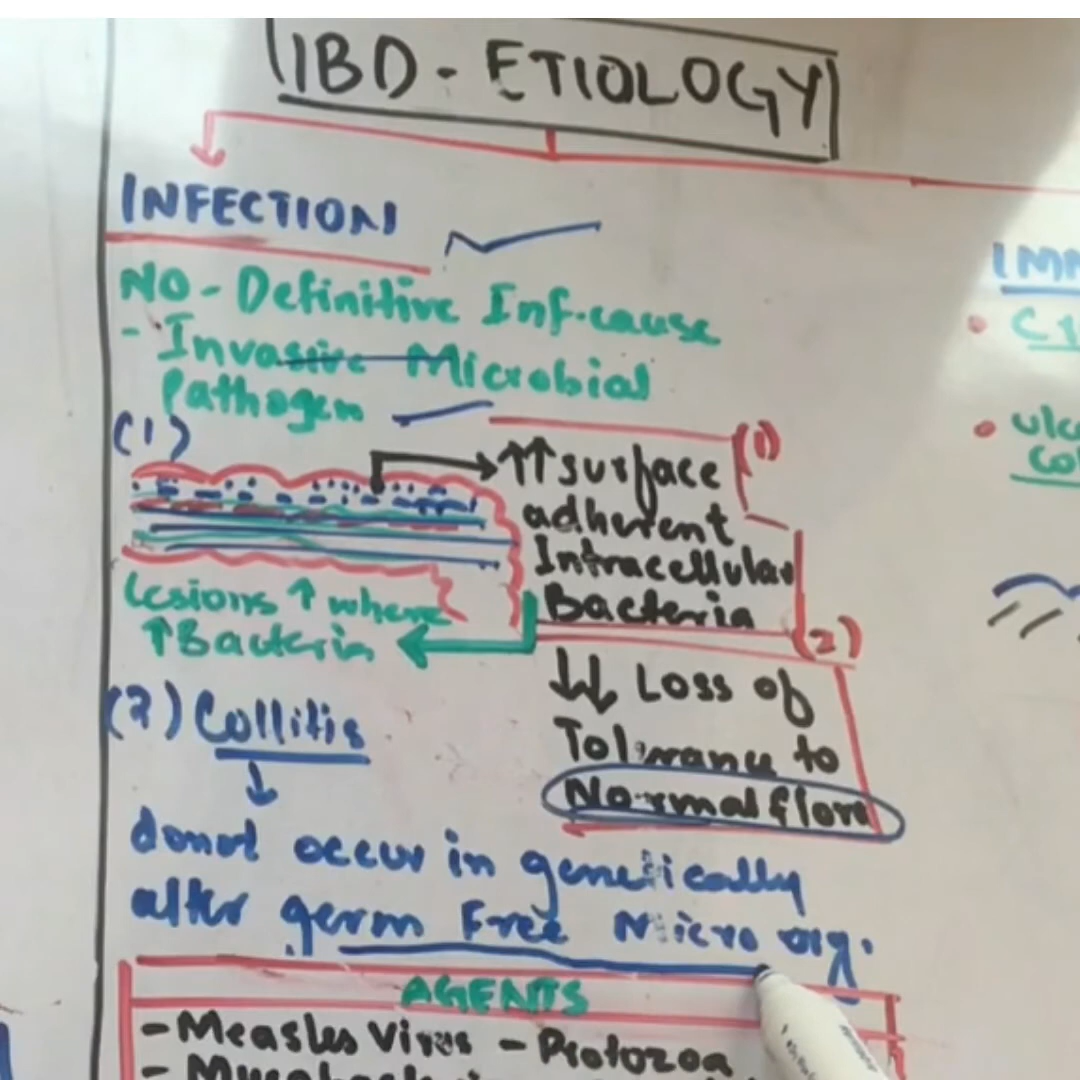 IBD - ETIOLOGY
INFECTION
NO - Definitive Inf. cause
- Invasive Microbial
Pathogen
(1)
↑↑ surface
adherent
Intracellular
Bacteria
(1)
(2)
Lesions ↑ where
↑ Bacteria
↓↓ Loss of
Tolerance to
Normal flora
(2) Collitis
↓
donot occur in genetically
alter germ Free Micro org.
AGENTS
- Measles Virus - Protozoa
IMM